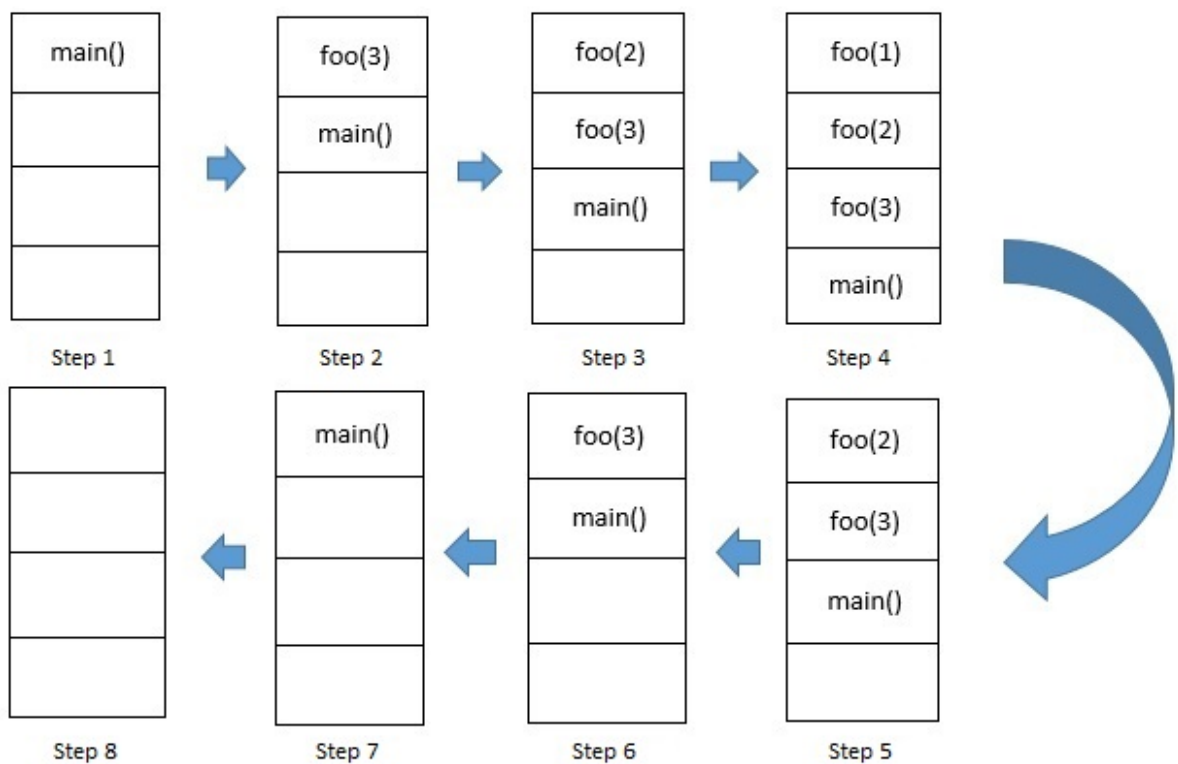 main()
foo(3)
main()
foo(2)
foo(3)
main()
foo(1)
foo(2)
foo(3)
main()
Step 1
Step 2
Step 3
Step 4
foo(2)
foo(3)
main()
foo(3)
main()
main()
Step 8
Step 7
Step 6
Step 5